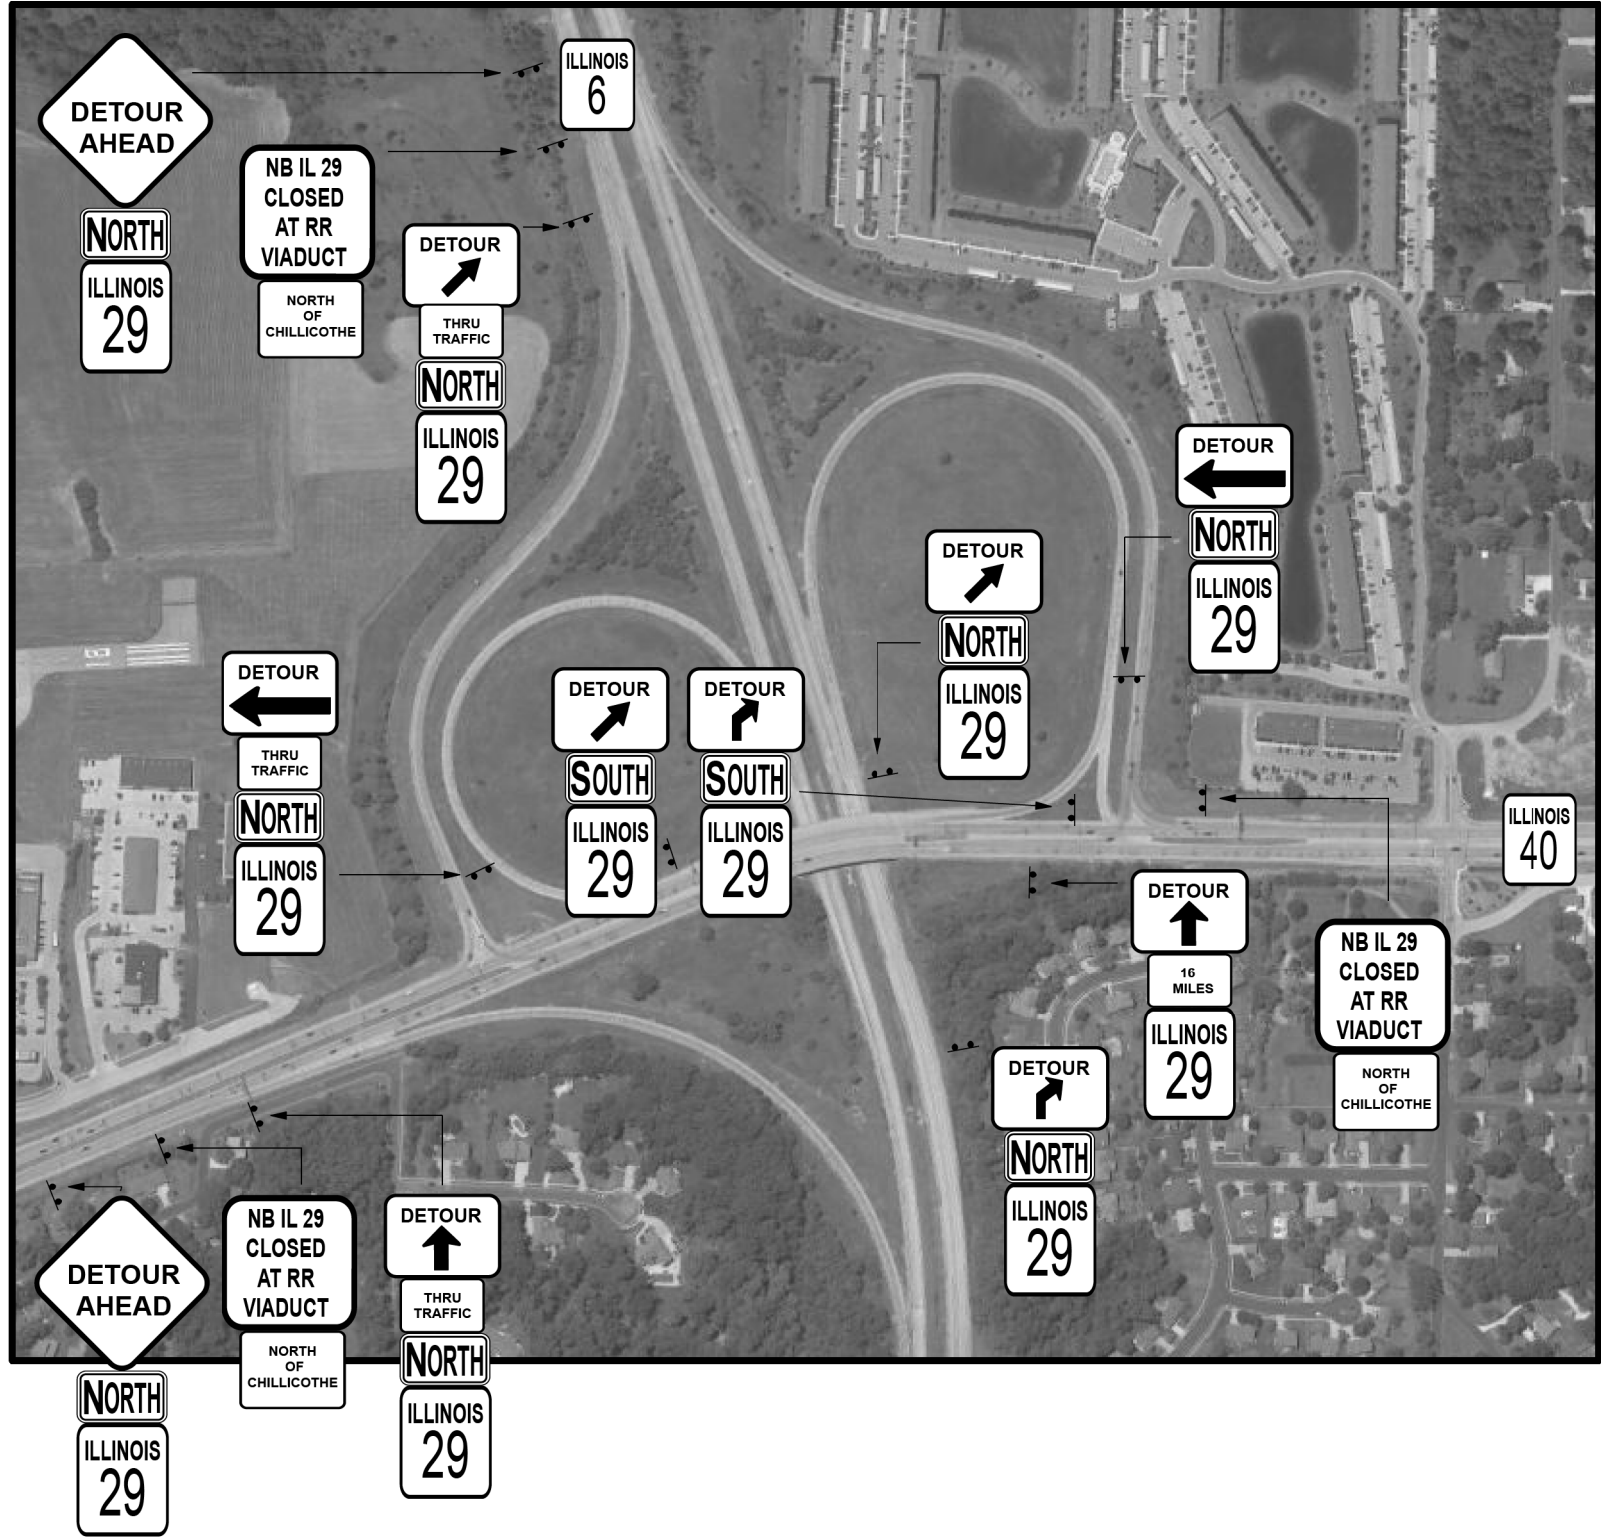 DETOUR
AHEAD
NORTH
ILLINOIS
29
NB IL 29
CLOSED
AT RR
VIADUCT
NORTH
OF
CHILLICOTHE
DETOUR
THRU
TRAFFIC
NORTH
ILLINOIS
29
ILLINOIS
6
DETOUR
NORTH
ILLINOIS
29
DETOUR
NORTH
ILLINOIS
29
DETOUR
THRU
TRAFFIC
NORTH
ILLINOIS
29
DETOUR
SOUTH
ILLINOIS
29
DETOUR
SOUTH
ILLINOIS
29
ILLINOIS
40
DETOUR
16
MILES
ILLINOIS
29
NB IL 29
CLOSED
AT RR
VIADUCT
NORTH
OF
CHILLICOTHE
DETOUR
NORTH
ILLINOIS
29
DETOUR
AHEAD
NORTH
ILLINOIS
29
NB IL 29
CLOSED
AT RR
VIADUCT
NORTH
OF
CHILLICOTHE
DETOUR
THRU
TRAFFIC
NORTH
ILLINOIS
29